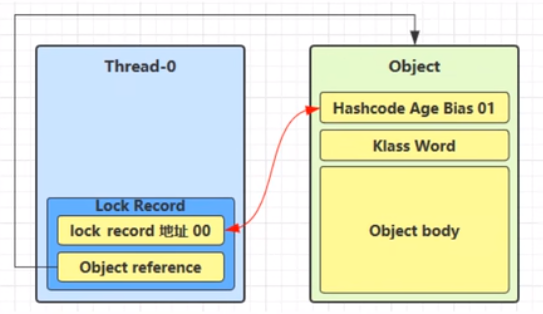 Thread-0
Lock Record
lock record 地址 00
Object reference
Object
Hashcode Age Bias 01
Klass Word
Object body